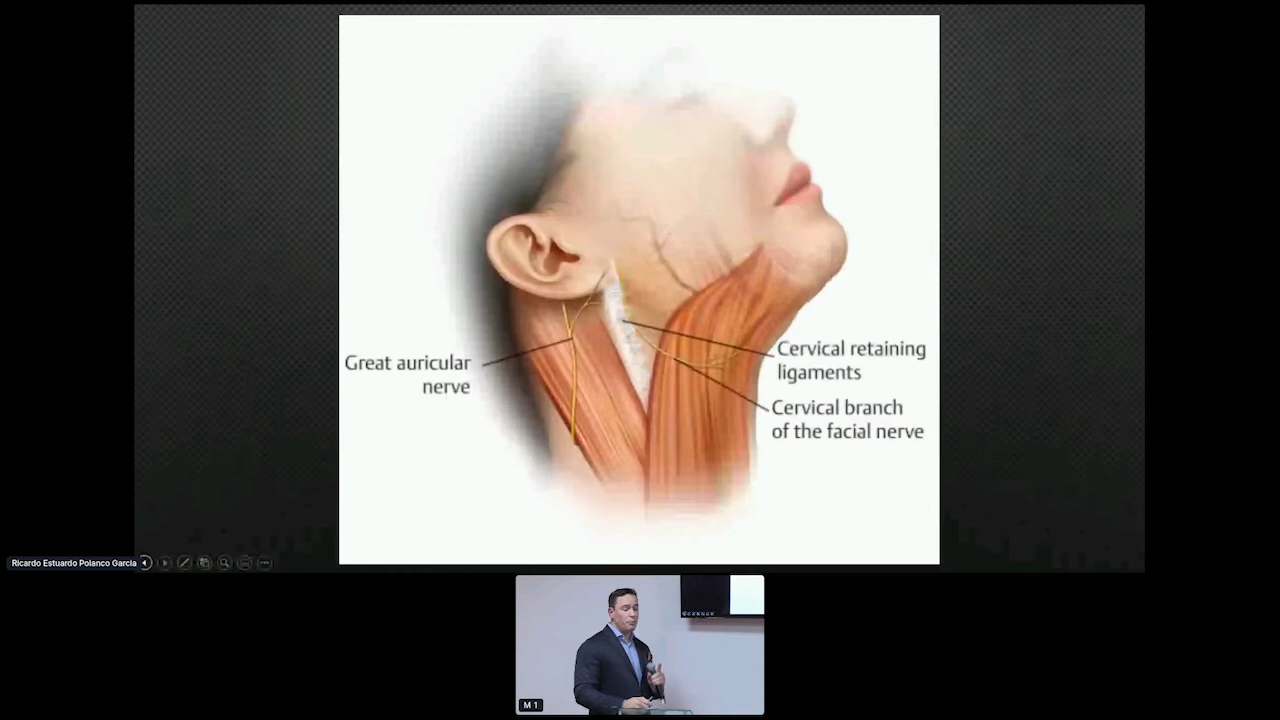 Great auricular
nerve
Cervical retaining
ligaments
Cervical branch
of the facial nerve
Ricardo Estuardo Polanco Garcia
M 1